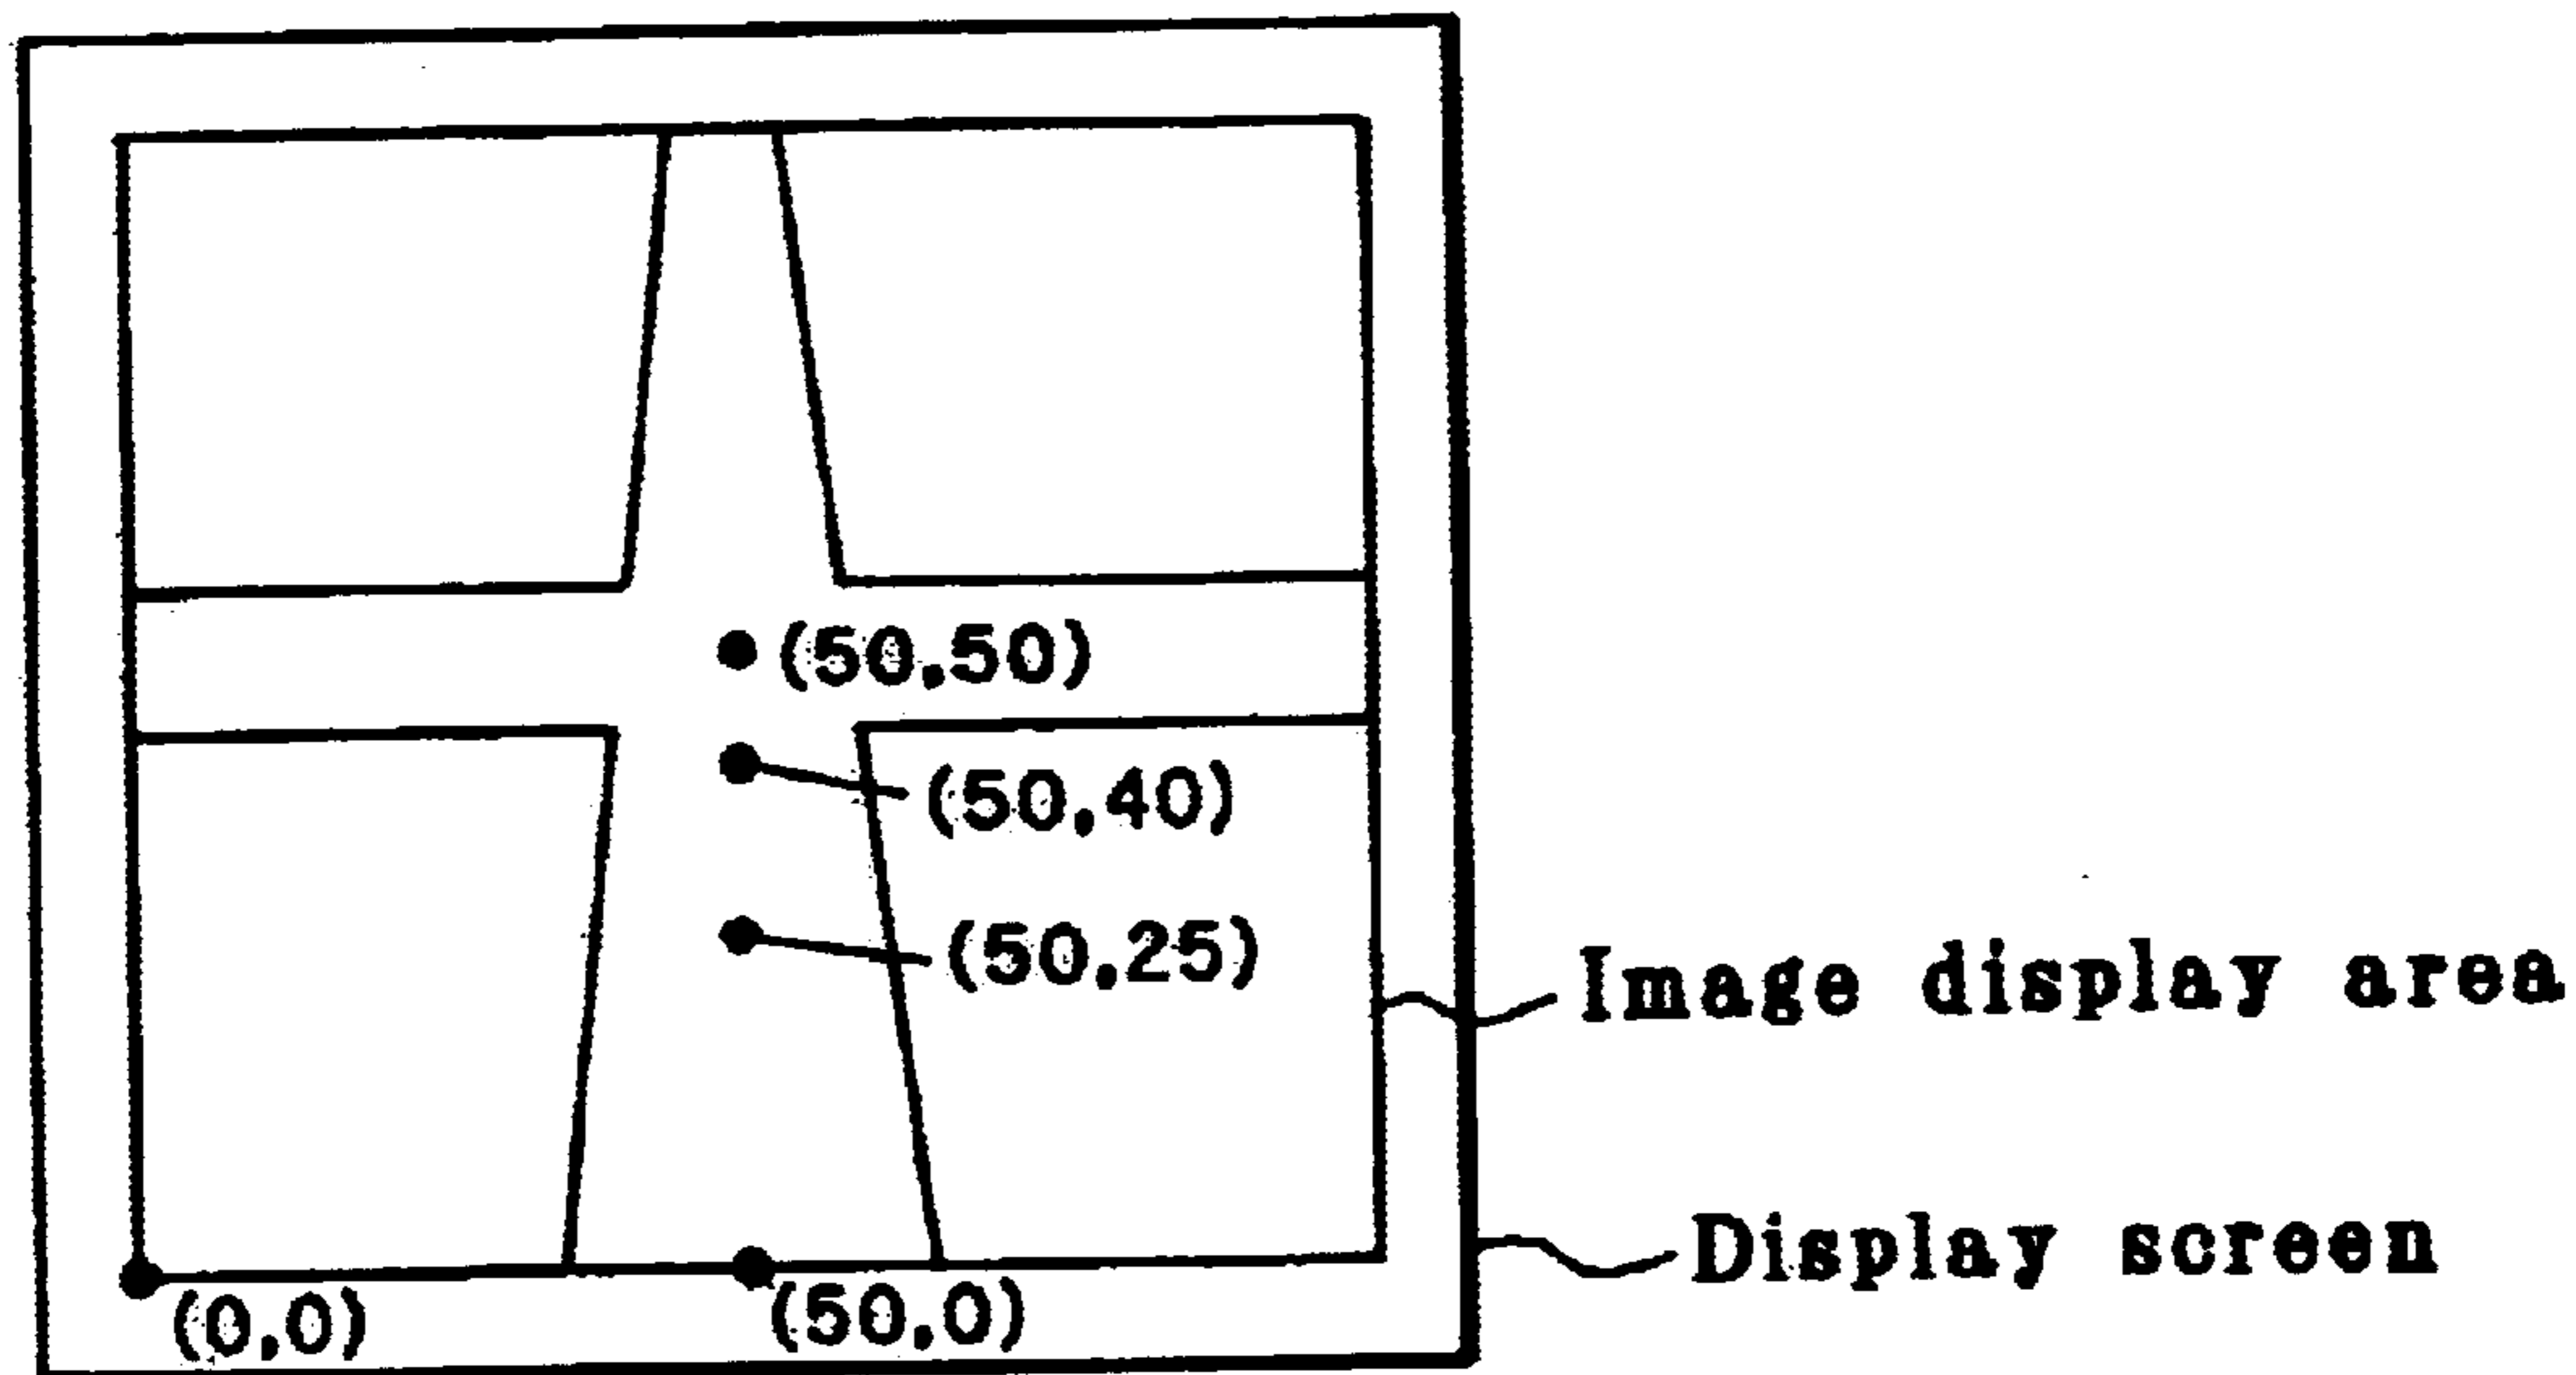 (50,50)
(50,40)
(50,25)
Image display area
Display screen
(0,0)
(50,0)